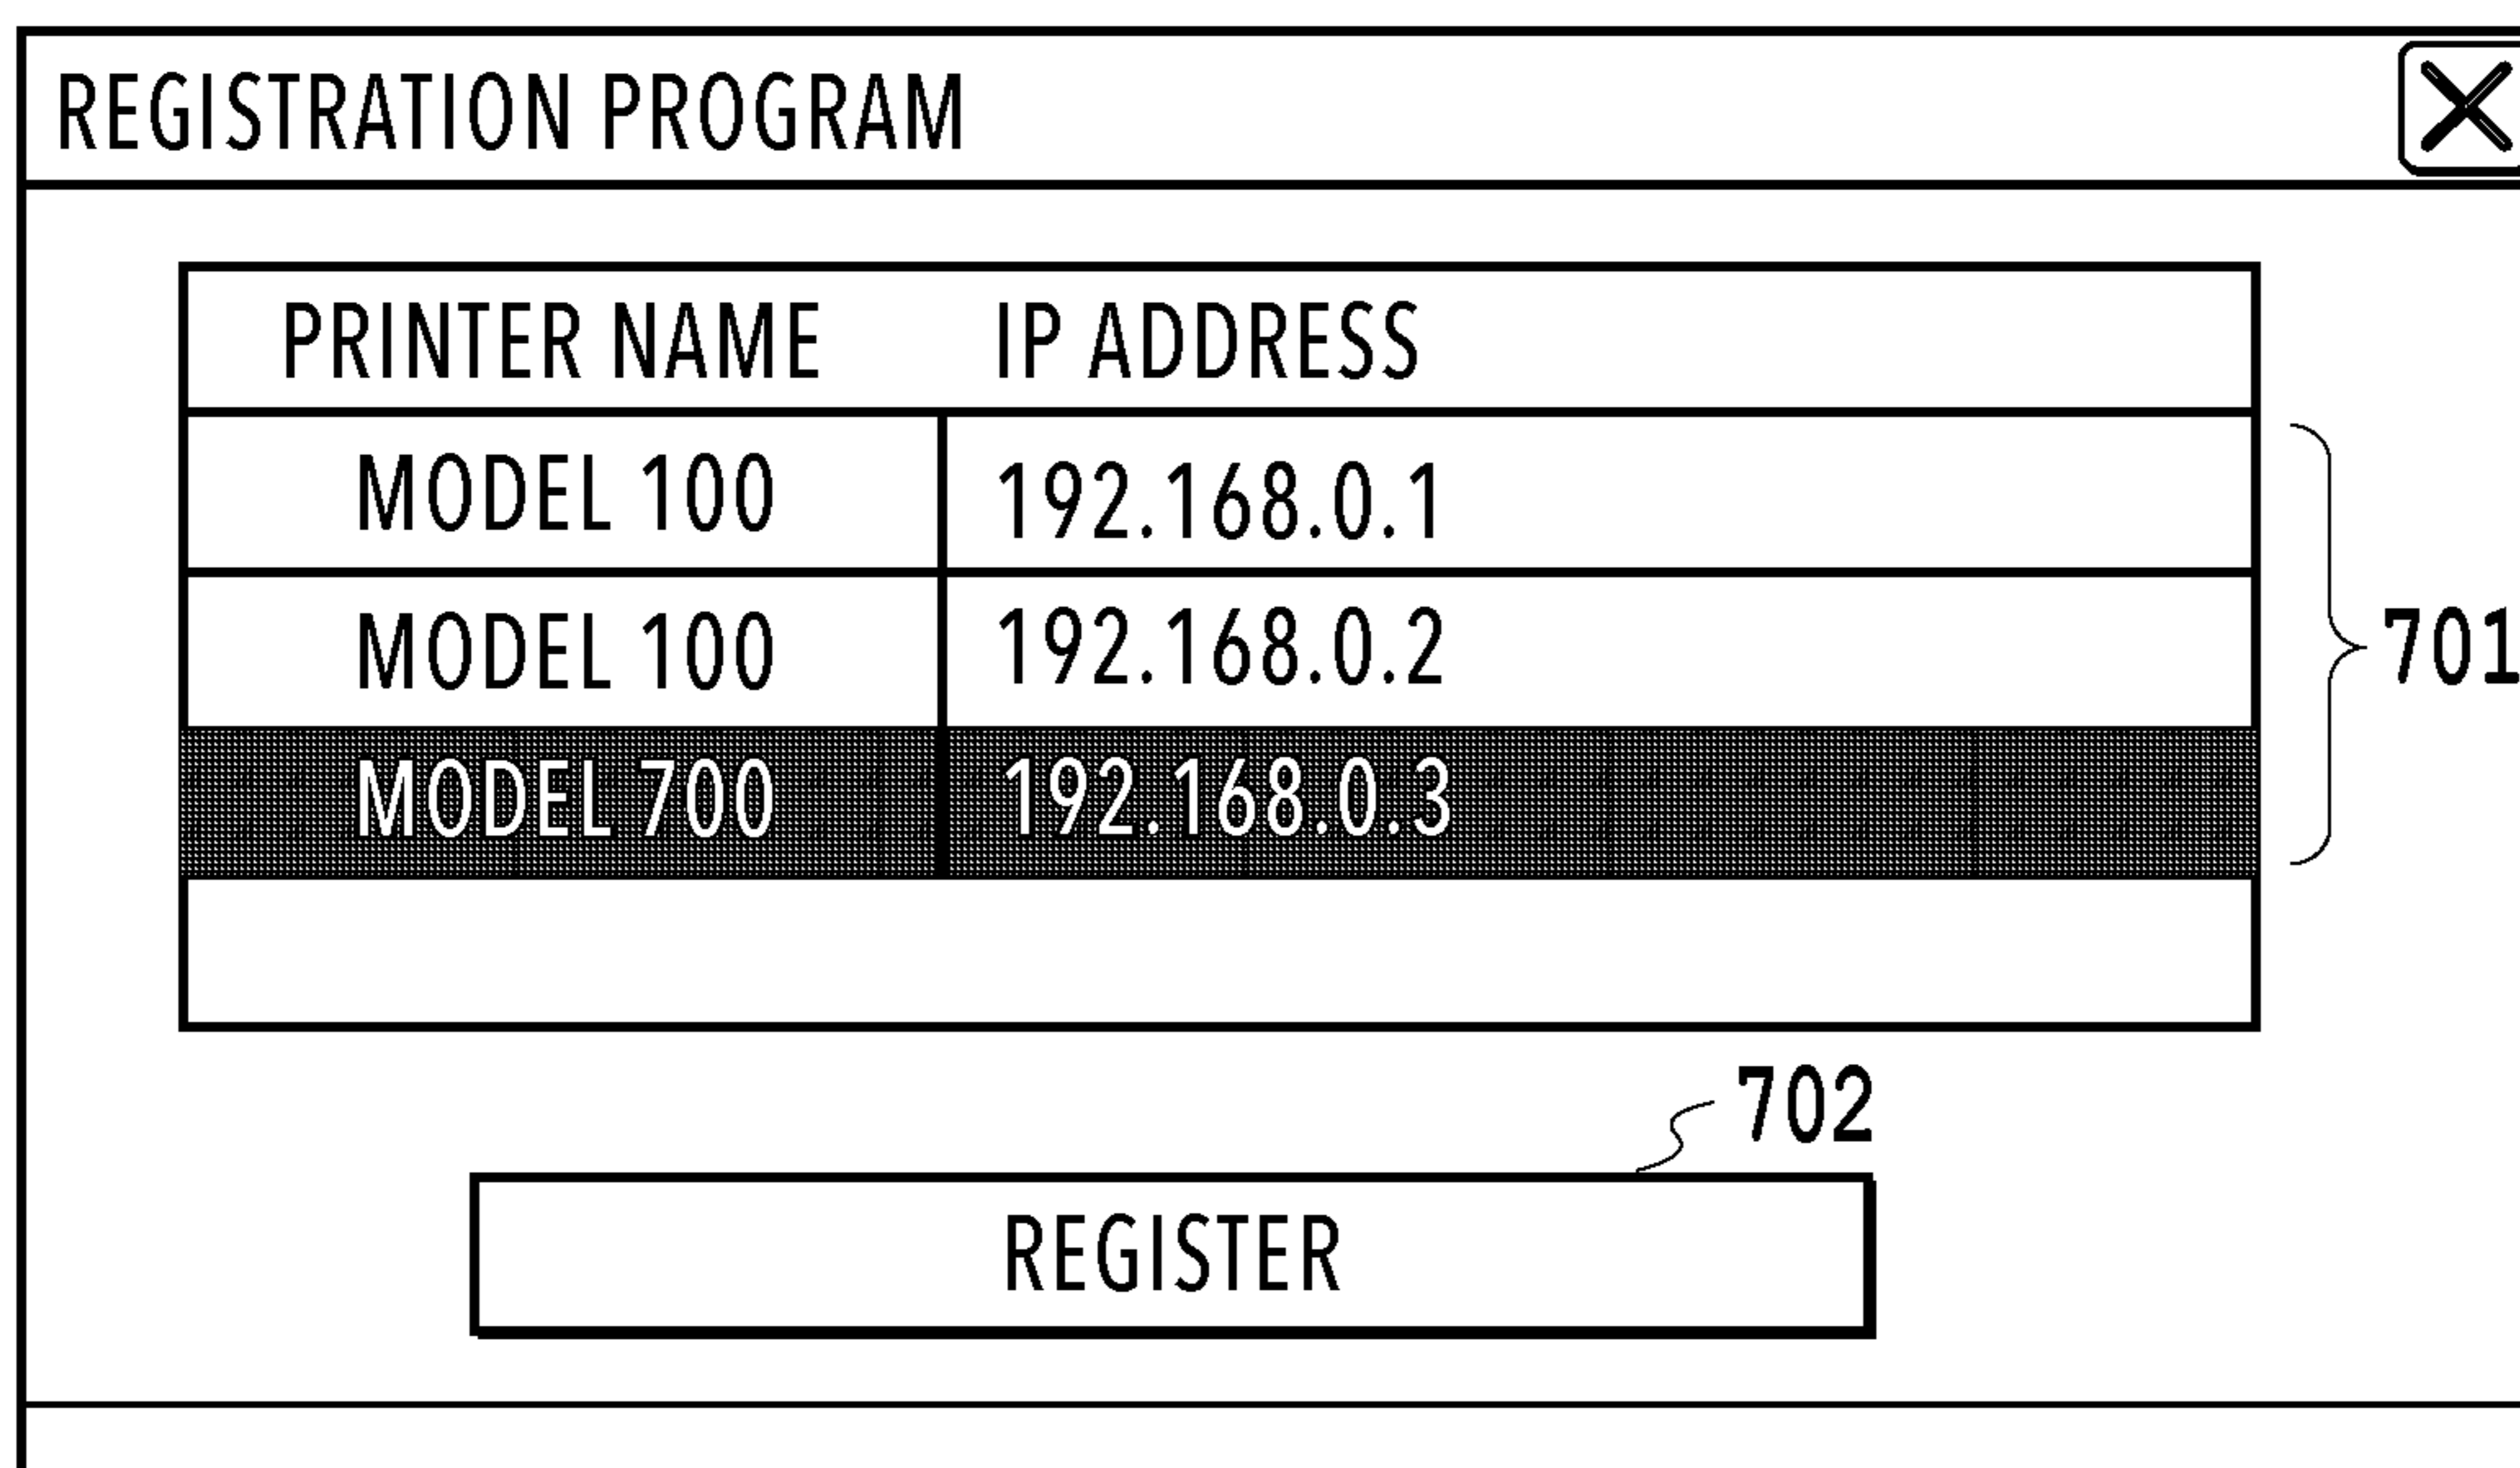 REGISTRATION PROGRAM
PRINTER NAME IP ADDRESS
MODEL 100 192.168.0.1
MODEL 100 192.168.0.2
701
MODEL 700 192.168.0.3
702
REGISTER